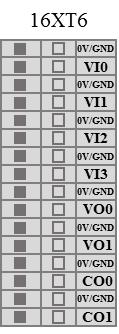 16XT6
0V/GND
VI0
0V/GND
VI1
0V/GND
VI2
0V/GND
VI3
0V/GND
VO0
0V/GND
VO1
0V/GND
CO0
0V/GND
CO1